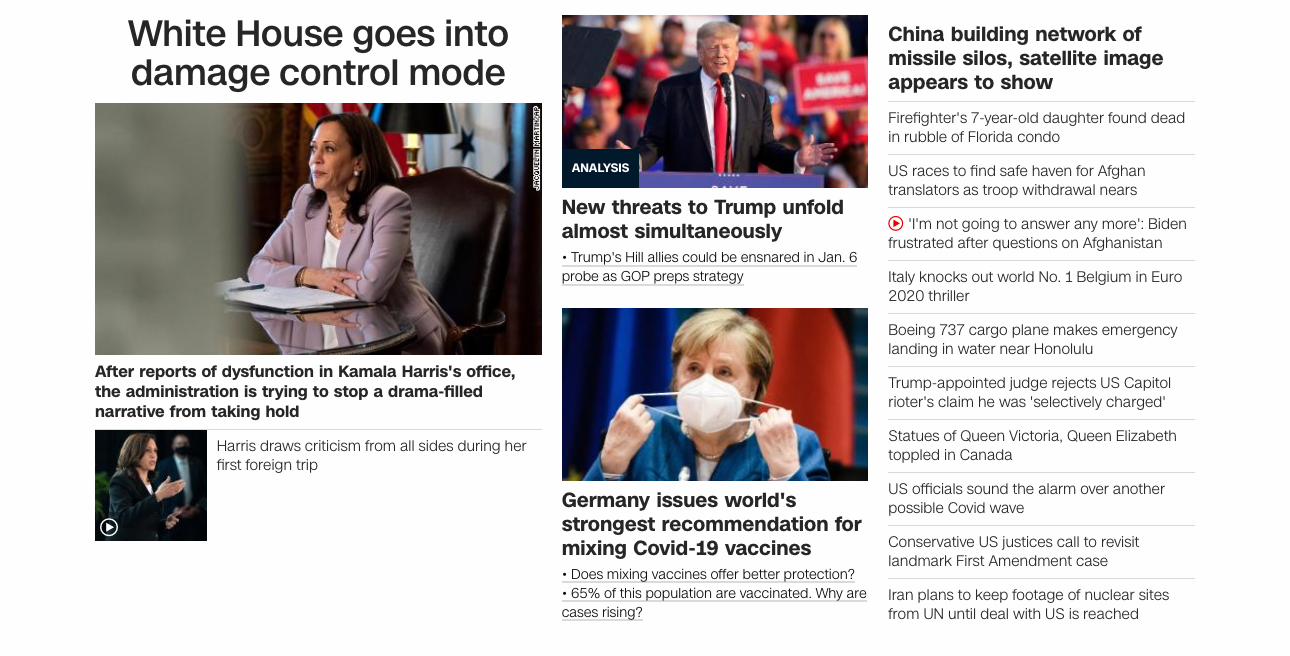 White House goes into
damage control mode
After reports of dysfunction in Kamala Harris's office,
the administration is trying to stop a drama-filled
narrative from taking hold
Harris draws criticism from all sides during her
first foreign trip
SAVE
AMERICA!
ANALYSIS
SAVE
New threats to Trump unfold
almost simultaneously
• Trump's Hill allies could be ensnared in Jan. 6
probe as GOP preps strategy
Germany issues world's
strongest recommendation for
mixing Covid-19 vaccines
• Does mixing vaccines offer better protection?
• 65% of this population are vaccinated. Why are
cases rising?
China building network of
missile silos, satellite image
appears to show
Firefighter's 7-year-old daughter found dead
in rubble of Florida condo
US races to find safe haven for Afghan
translators as troop withdrawal nears
'I'm not going to answer any more': Biden
frustrated after questions on Afghanistan
Italy knocks out world No. 1 Belgium in Euro
2020 thriller
Boeing 737 cargo plane makes emergency
landing in water near Honolulu
Trump-appointed judge rejects US Capitol
rioter's claim he was 'selectively charged'
Statues of Queen Victoria, Queen Elizabeth
toppled in Canada
US officials sound the alarm over another
possible Covid wave
Conservative US justices call to revisit
landmark First Amendment case
Iran plans to keep footage of nuclear sites
from UN until deal with US is reached